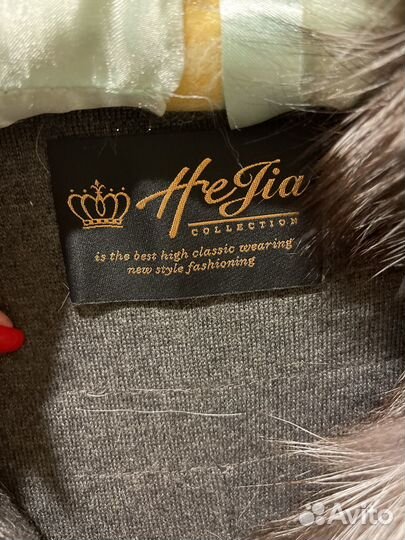 HeJia
COLLECTION
is the best high classic wearing
new style fashioning
Avito